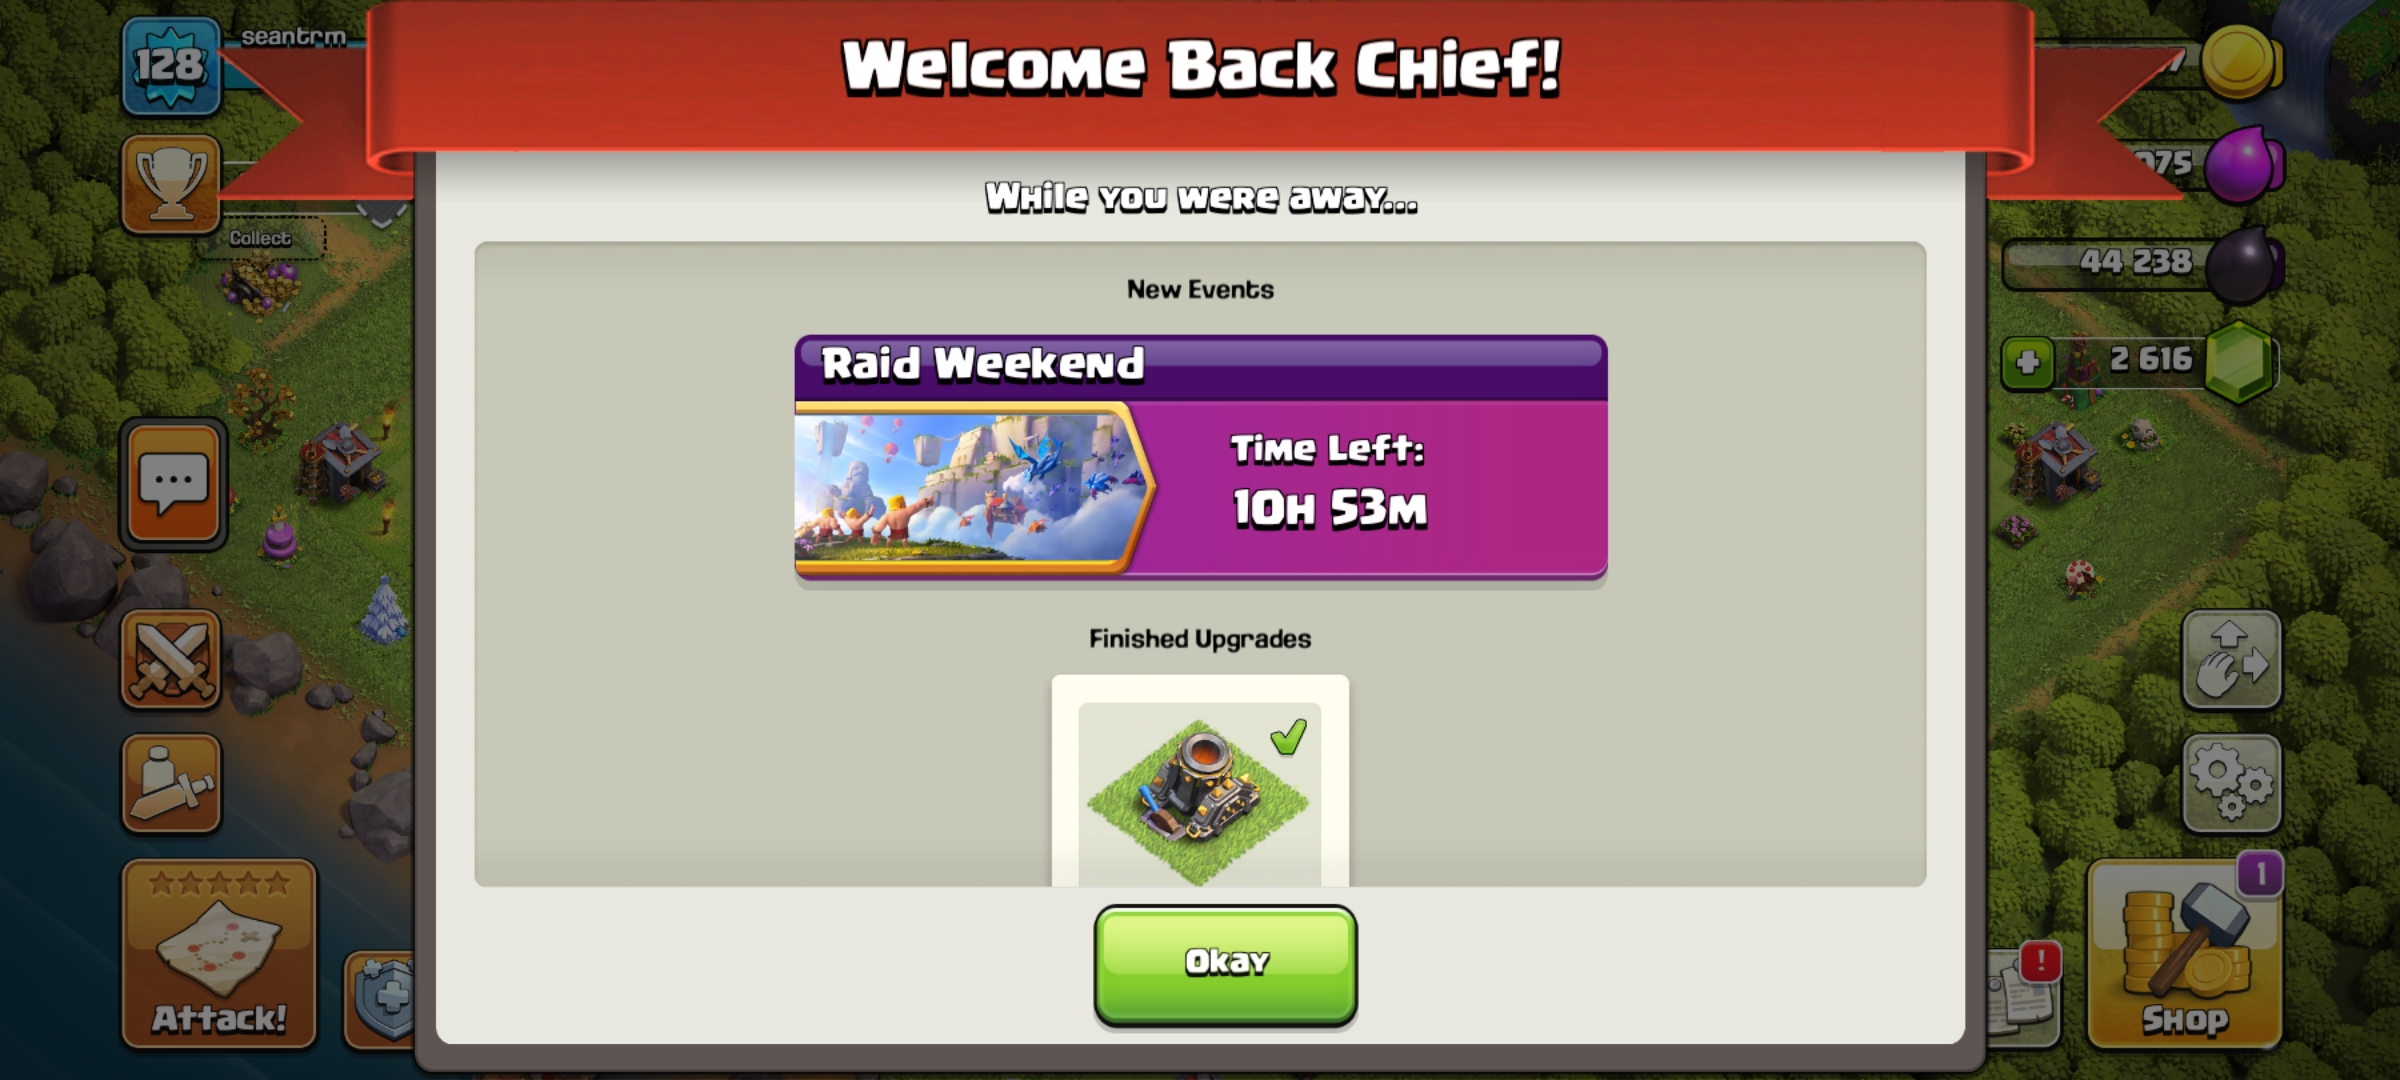 128
seantrm
Welcome Back Chief!
While you were away...
Collect
New Events
Raid Weekend
Time Left:
10H 53M
Finished Upgrades
Okay
Attack!
44 238
2 616
1
!
Shop